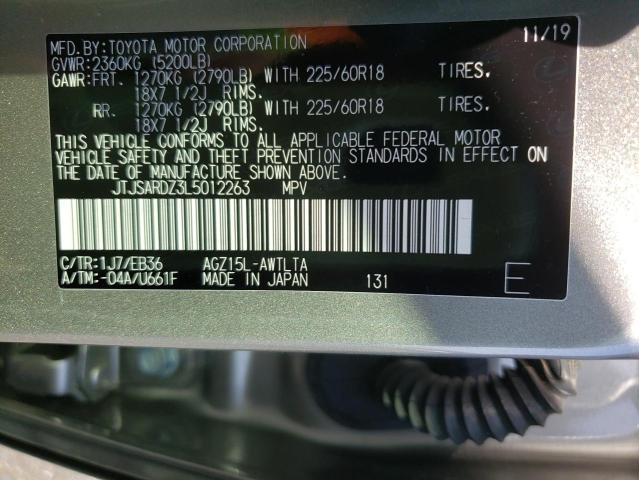 MFD.BY:TOYOTA MOTOR CORPORATION 11/19
GVWR:2360KG (5200LB)
GAWR:FRT. 1270KG (2790LB) WITH 225/60R18 TIRES.
18X7 1/2J RIMS.
RR. 1270KG (2790LB) WITH 225/60R18 TIRES.
18X7 1/2J RIMS.
THIS VEHICLE CONFORMS TO ALL APPLICABLE FEDERAL MOTOR
VEHICLE SAFETY AND THEFT PREVENTION STANDARDS IN EFFECT ON
THE DATE OF MANUFACTURE SHOWN ABOVE.
JTJSARDZ3L5012263 MPV
C/TR:1J7/EB36 AGZ15L-AWTLTA
A/TM:-04A/U661F MADE IN JAPAN 131 E